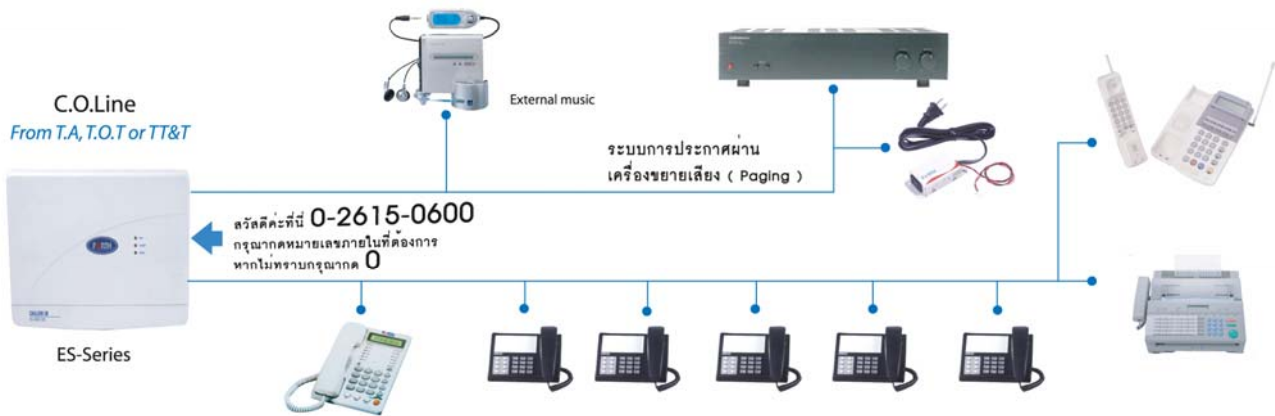 External music
C.O.Line
From T.A,T.O.T or TT&T
ระบบการประกาศผ่าน
เครื่องขยายเสียง ( Paging )
สวัสดีค่ะที่นี่ 0-2615-0600
กรุณากดหมายเลขภายในที่ต้องการ
หากไม่ทราบกรุณากด 0
FORTH
ES-Series